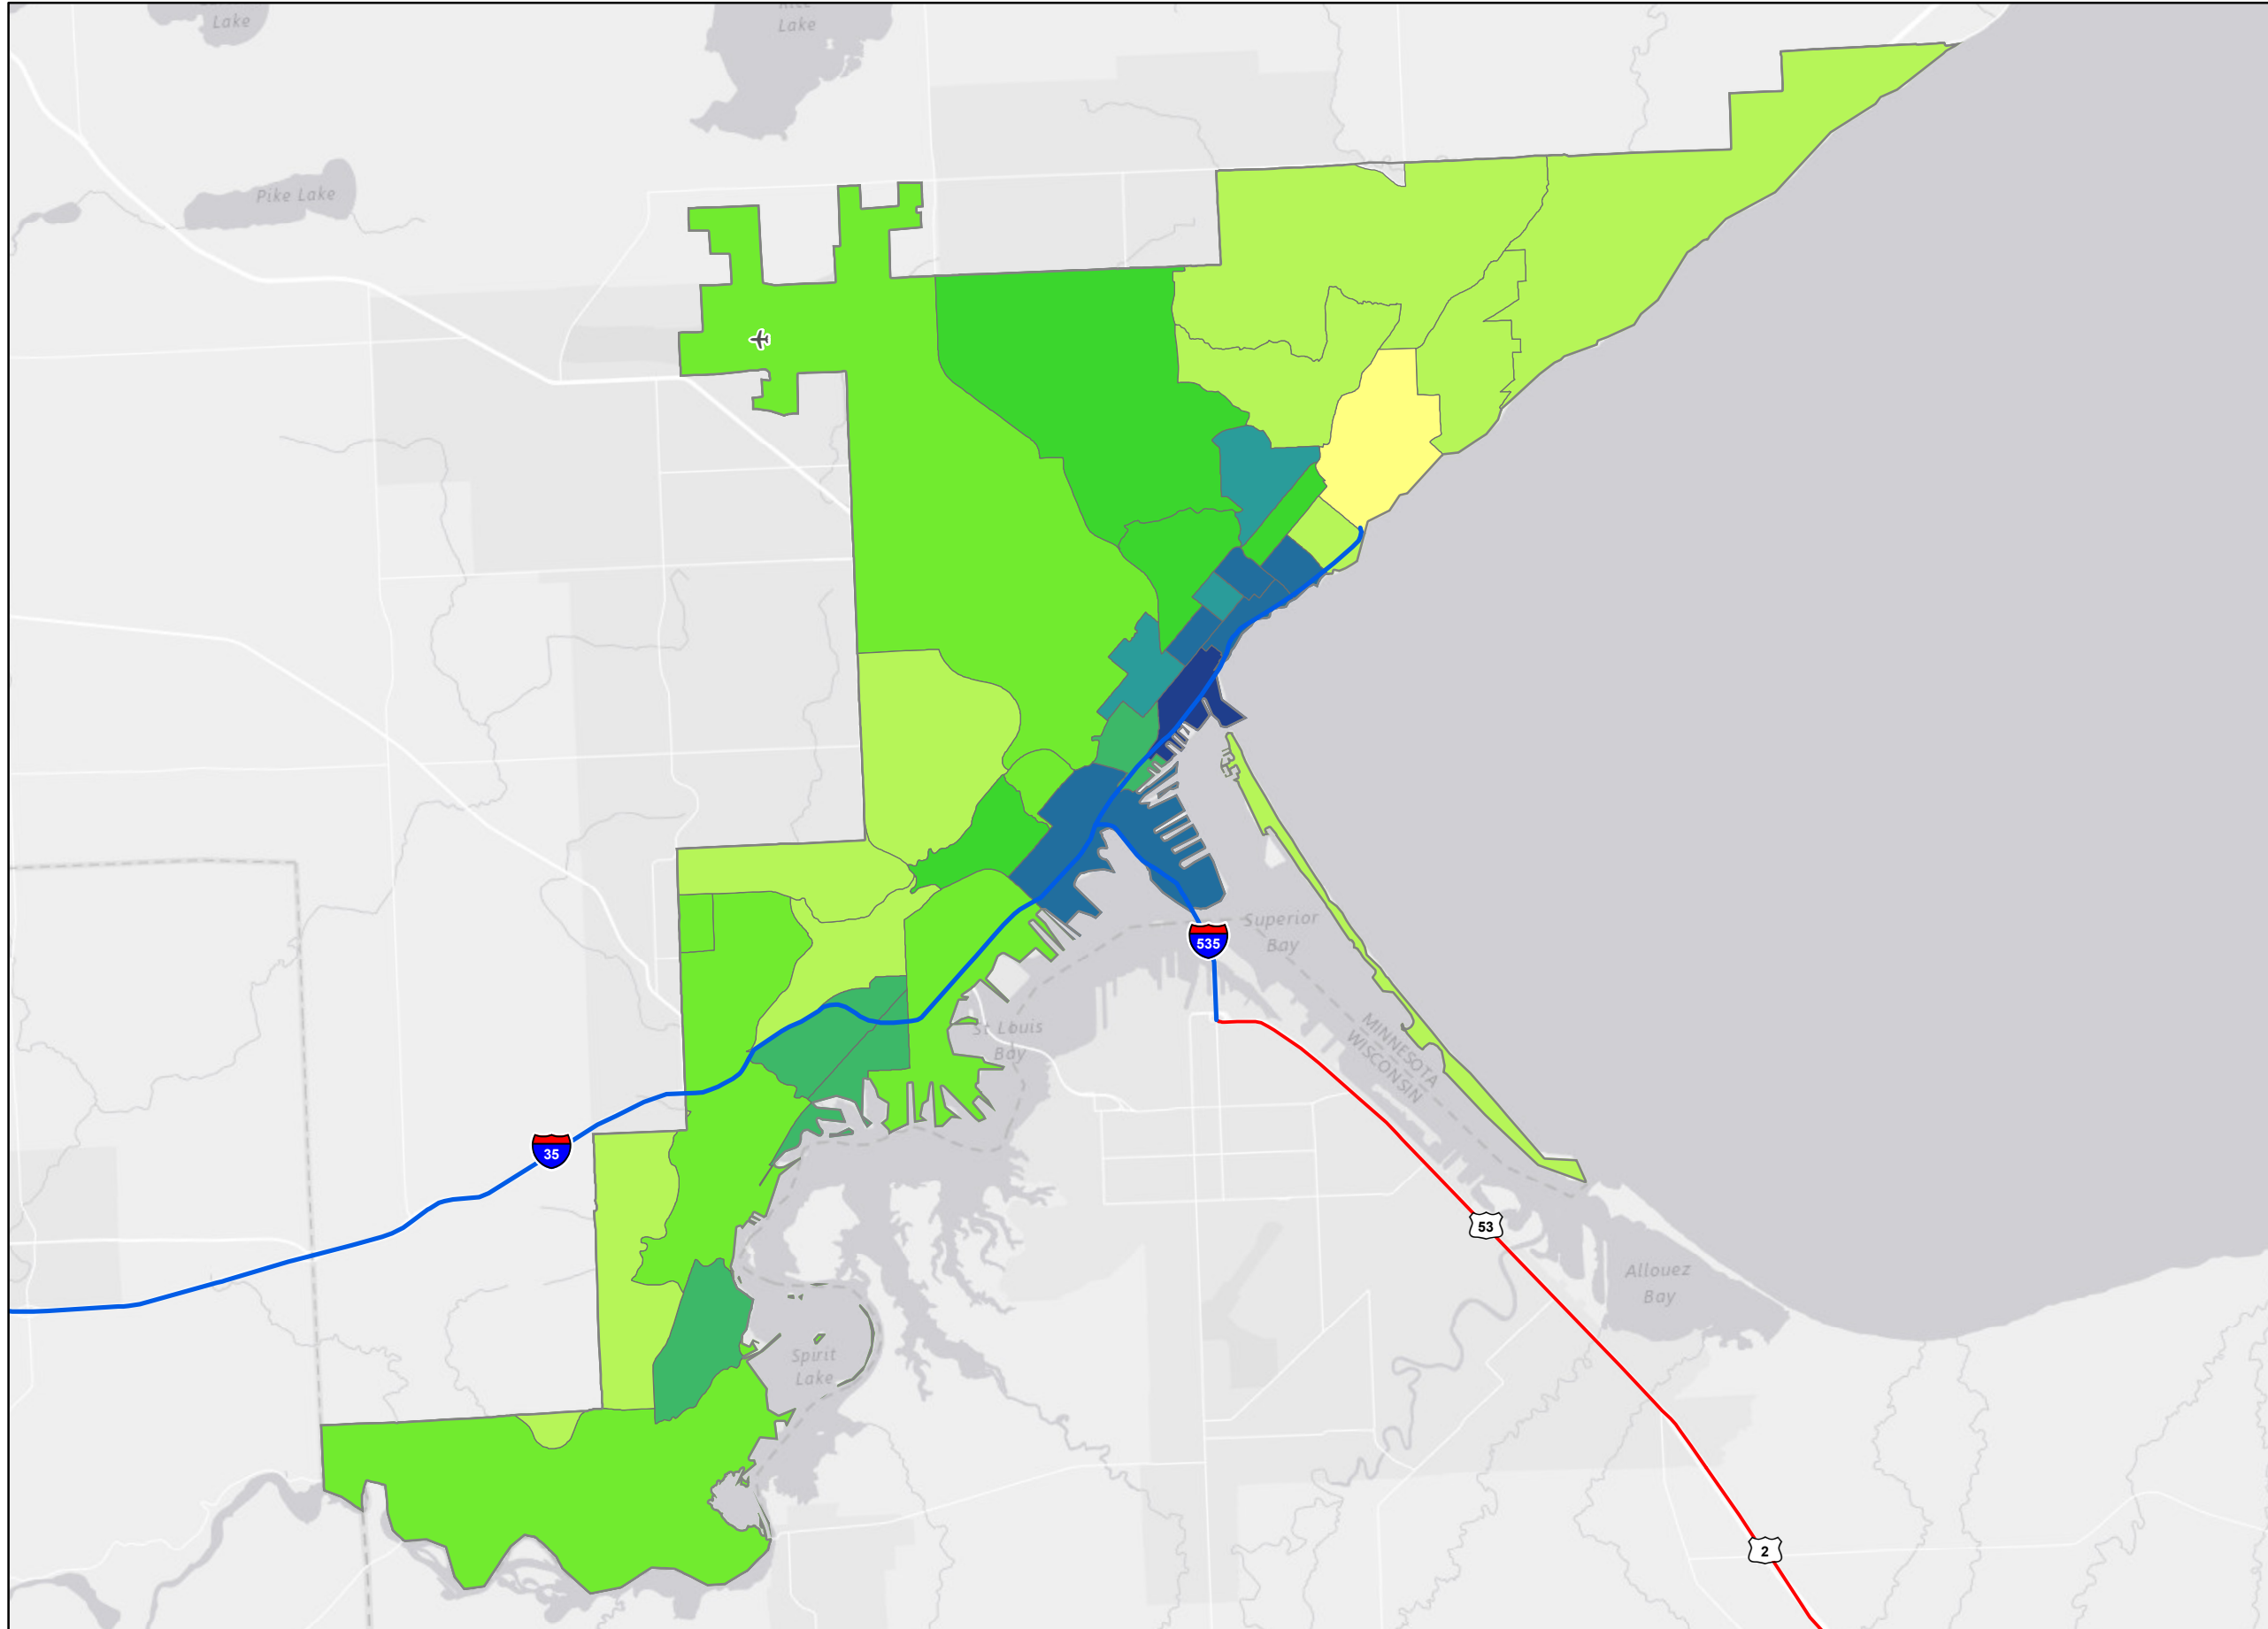 Lake
Rice
Lake
Pike Lake
Superior
Bay
535
St Louis
Bay
MINNESOTA
WISCONSIN
35
53
Allouez
Bay
Spirit
Lake
2